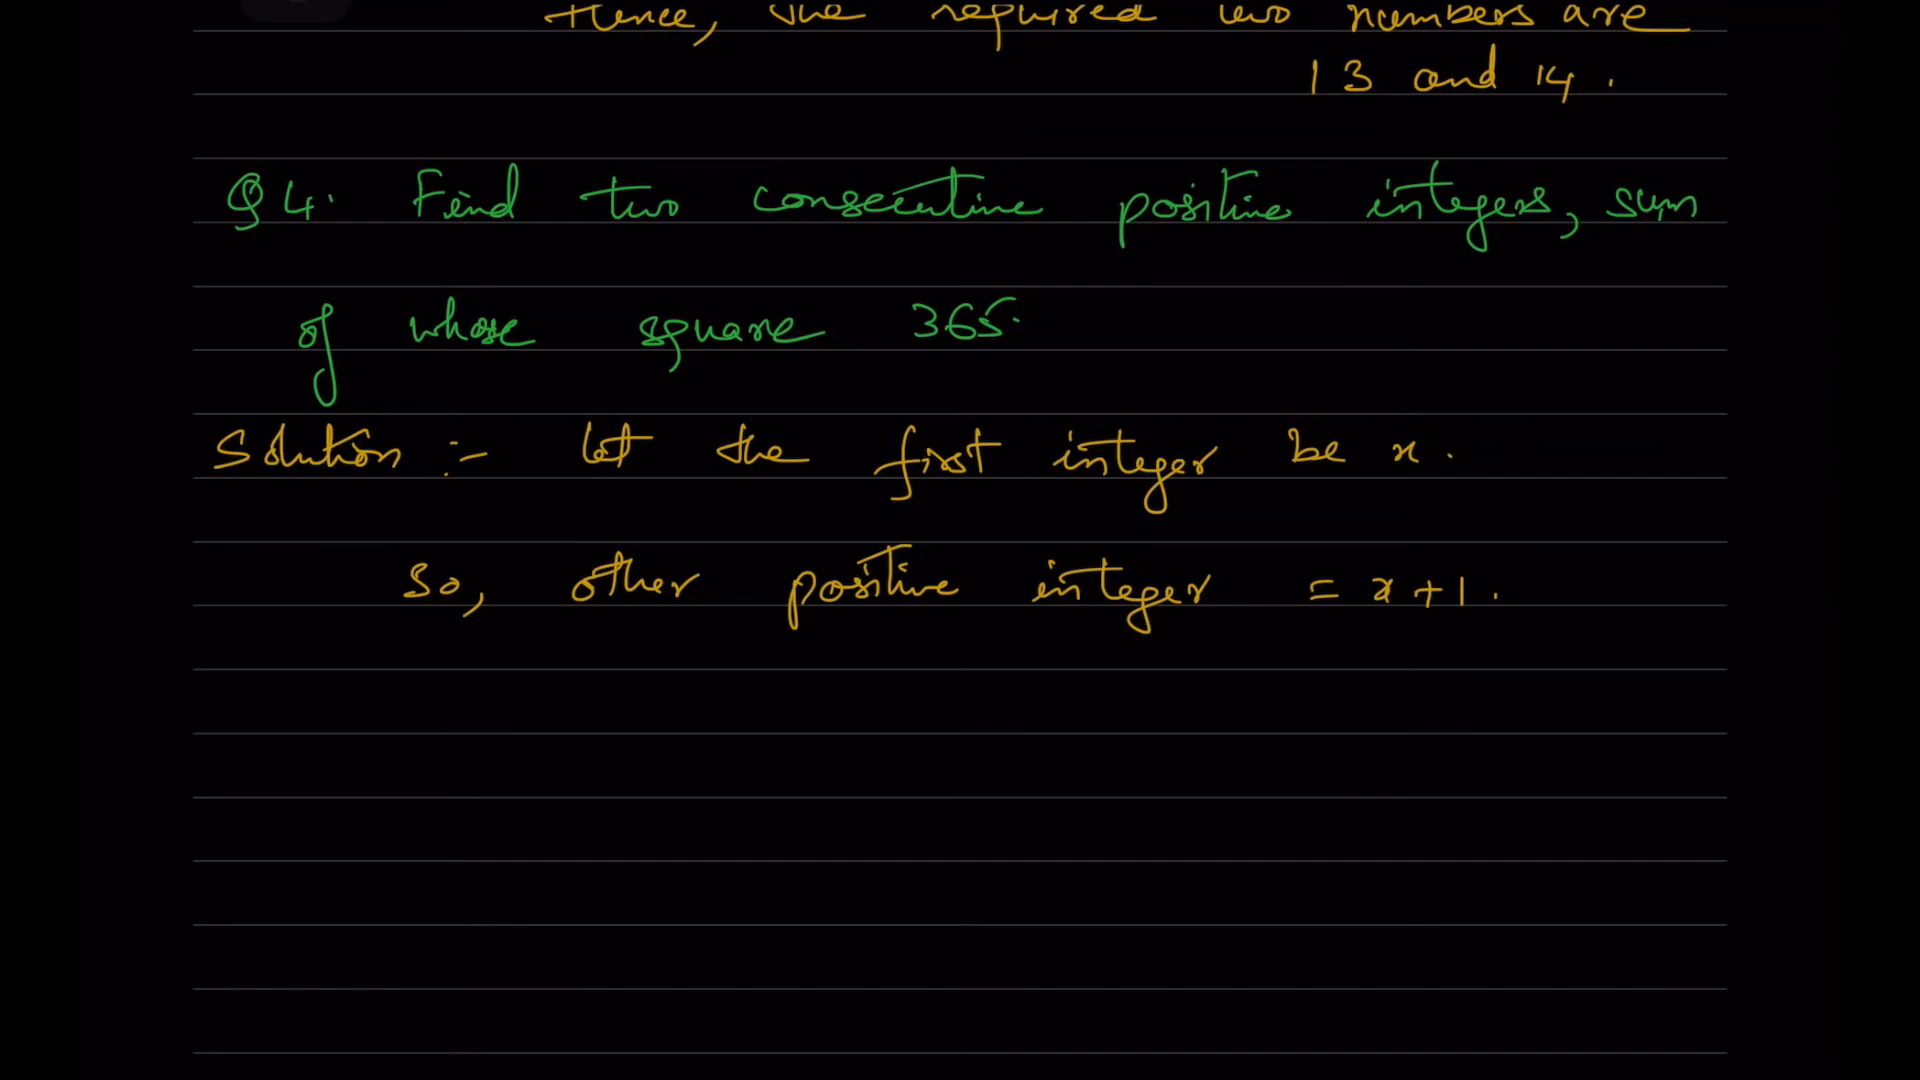 Hence, the required two numbers are
13 and 14.
Q4. Find two consecutive positive integers, sum
of whose square 365.
Solution :- let the first integer be x.
So, other positive integer = x+1.